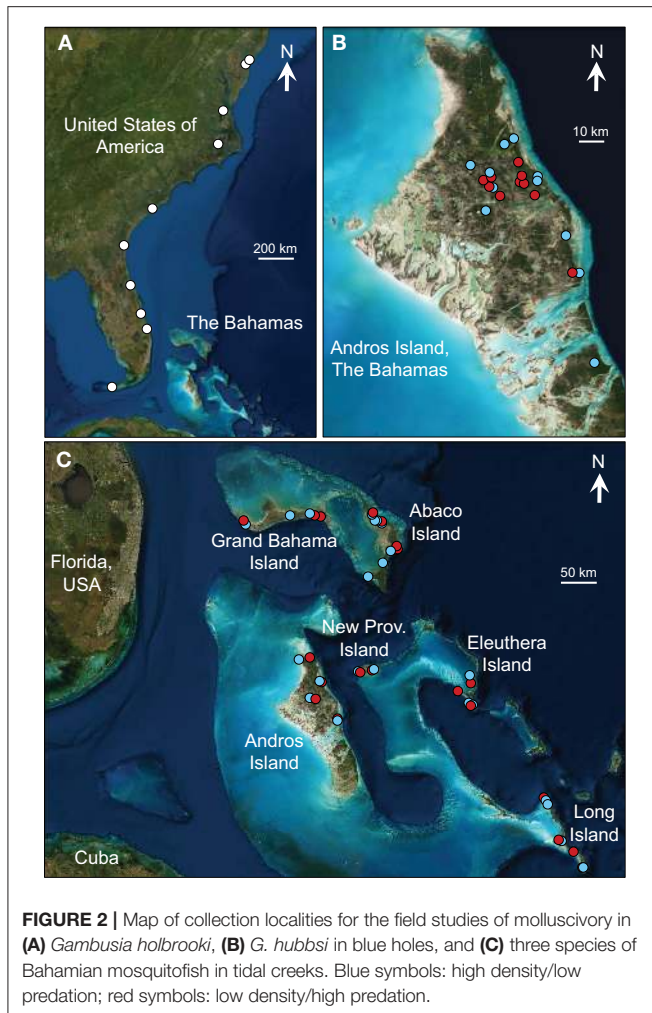 A
N
United States of
America
200 km
The Bahamas
B
N
10 km
Andros Island,
The Bahamas
C
N
Abaco
Island
Grand Bahama
Island
Florida,
USA
50 km
New Prov.
Island
Eleuthera
Island
Andros
Island
Long
Island
Cuba
FIGURE 2 | Map of collection localities for the field studies of molluscivory in
(A) Gambusia holbrooki, (B) G. hubbsi in blue holes, and (C) three species of
Bahamian mosquitofish in tidal creeks. Blue symbols: high density/low
predation; red symbols: low density/high predation.